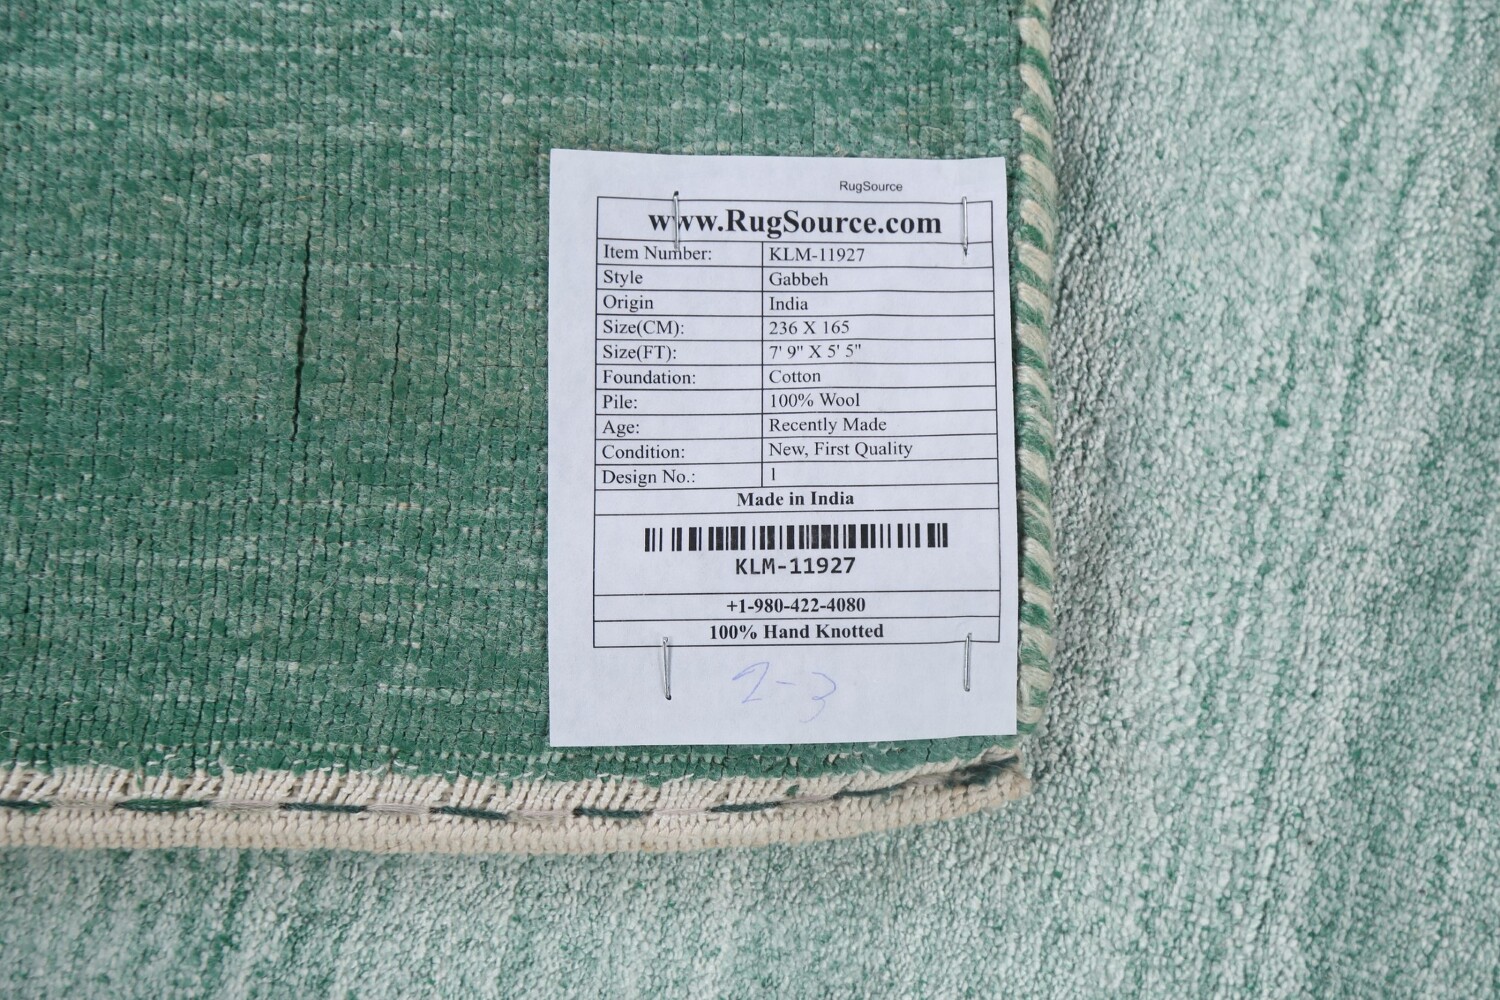 RugSource
www.RugSource.com
Item Number: KLM-11927
Style Gabbeh
Origin India
Size(CM): 236 X 165
Size(FT): 7' 9" X 5' 5"
Foundation: Cotton
Pile: 100% Wool
Age: Recently Made
Condition: New, First Quality
Design No.: 1
Made in India
KLM-11927
+1-980-422-4080
100% Hand Knotted
2-3